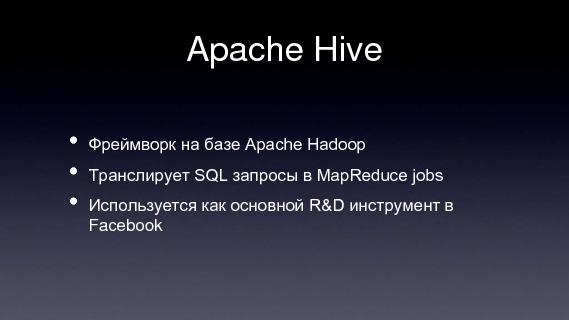 Apache Hive
• Фреймворк на базе Apache Hadoop
• Транслирует SQL запросы в MapReduce jobs
• Используется как основной R&D инструмент в
Facebook